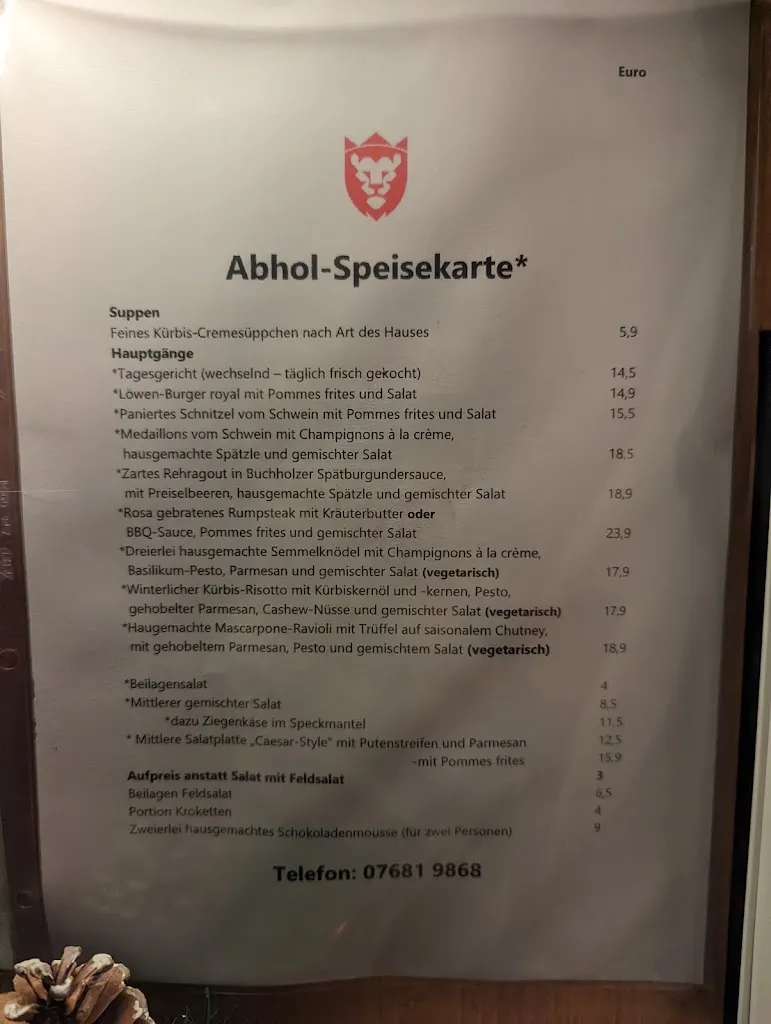 Euro
Abhol-Speisekarte*
Suppen
Feines Kürbis-Cremesüppchen nach Art des Hauses 5,9
Hauptgänge
*Tagesgericht (wechselnd – täglich frisch gekocht) 14,5
*Löwen-Burger royal mit Pommes frites und Salat 14,9
*Paniertes Schnitzel vom Schwein mit Pommes frites und Salat 15,5
*Medaillons vom Schwein mit Champignons à la crème,
hausgemachte Spätzle und gemischter Salat 18,5
*Zartes Rehragout in Buchholzer Spätburgundersauce,
mit Preiselbeeren, hausgemachte Spätzle und gemischter Salat 18,9
*Rosa gebratenes Rumpsteak mit Kräuterbutter oder
BBQ-Sauce, Pommes frites und gemischter Salat 23,9
*Dreierlei hausgemachte Semmelknödel mit Champignons à la crème,
Basilikum-Pesto, Parmesan und gemischter Salat (vegetarisch) 17,9
*Winterlicher Kürbis-Risotto mit Kürbiskernöl und -kernen, Pesto,
gehobelter Parmesan, Cashew-Nüsse und gemischter Salat (vegetarisch) 17,9
*Haugemachte Mascarpone-Ravioli mit Trüffel auf saisonalem Chutney,
mit gehobeltem Parmesan, Pesto und gemischtem Salat (vegetarisch) 18,9
*Beilagensalat 4
*Mittlerer gemischter Salat 8,5
*dazu Ziegenkäse im Speckmantel 11,5
* Mittlere Salatplatte „Caesar-Style" mit Putenstreifen und Parmesan 12,5
-mit Pommes frites 15,9
Aufpreis anstatt Salat mit Feldsalat 3
Beilagen Feldsalat 6,5
Portion Kroketten 4
Zweierlei hausgemachtes Schokoladenmousse (für zwei Personen) 9
Telefon: 07681 9868